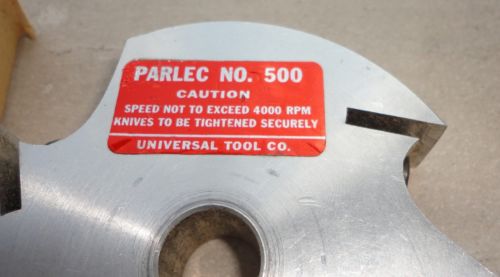 PARLEC NO. 500
CAUTION
SPEED NOT TO EXCEED 4000 RPM
KNIVES TO BE TIGHTENED SECURELY
UNIVERSAL TOOL CO.